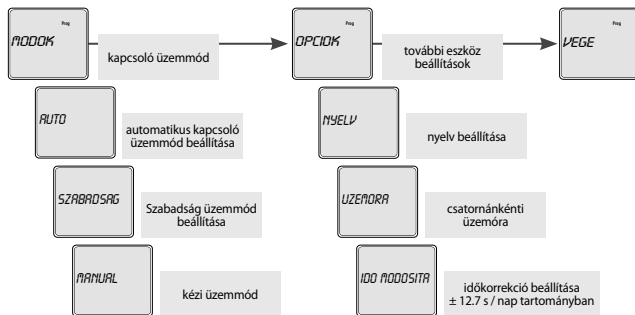 Prog
MODOK
kapcsoló üzemmód
Prog
OPCIOK
további eszköz
beállítások
Prog
VEGE
AUTO
automatikus kapcsoló
üzemmód beállítása
NYELV
nyelv beállítása
SZABADSAG
Szabadság üzemmód
beállítása
UZEMORA
csatornánkénti
üzemóra
MANUAL
kézi üzemmód
IDO MODOSITA
időkorrekció beállítása
± 12.7 s / nap tartományban